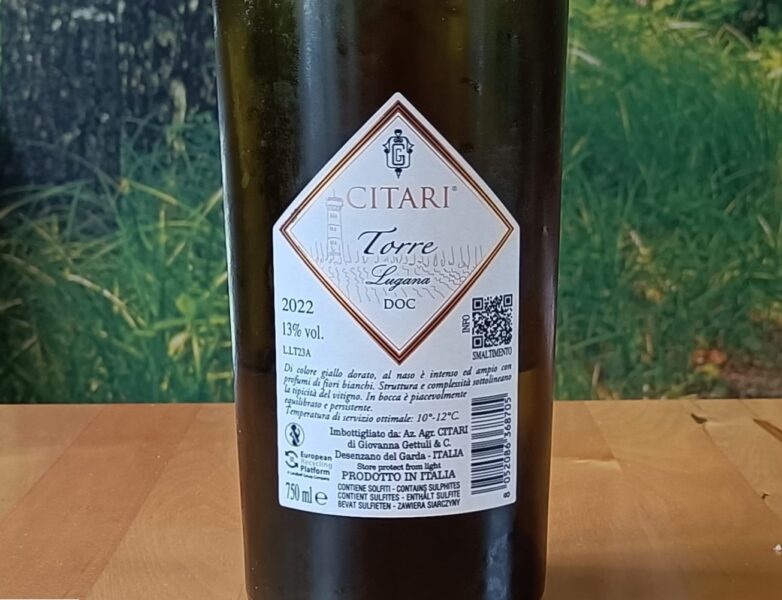 CITARI®
Torre
Lugana
DOC
2022
13% vol.
L.LT23A
INFO
SMALTIMENTO
Di colore giallo dorato, al naso è intenso ed ampio con
profumi di fiori bianchi. Struttura e complessità sottolineano
la tipicità del vitigno. In bocca è piacevolmente
equilibrato e persistente.
Temperatura di servizio ottimale: 10°-12°C.
Imbottigliato da: Az. Agr. CITARI
di Giovanna Gettuli & C.
Desenzano del Garda - ITALIA
Store protect from light
PRODOTTO IN ITALIA
European
Recycling
Platform
a Landbell Group Company
750 ml ℮
CONTIENE SOLFITI - CONTAINS SULPHITES
CONTIENT SULFITES - ENTHÄLT SULFITE
BEVAT SULFIETEN - ZAWIERA SIARCZYNY
8 052086 368705